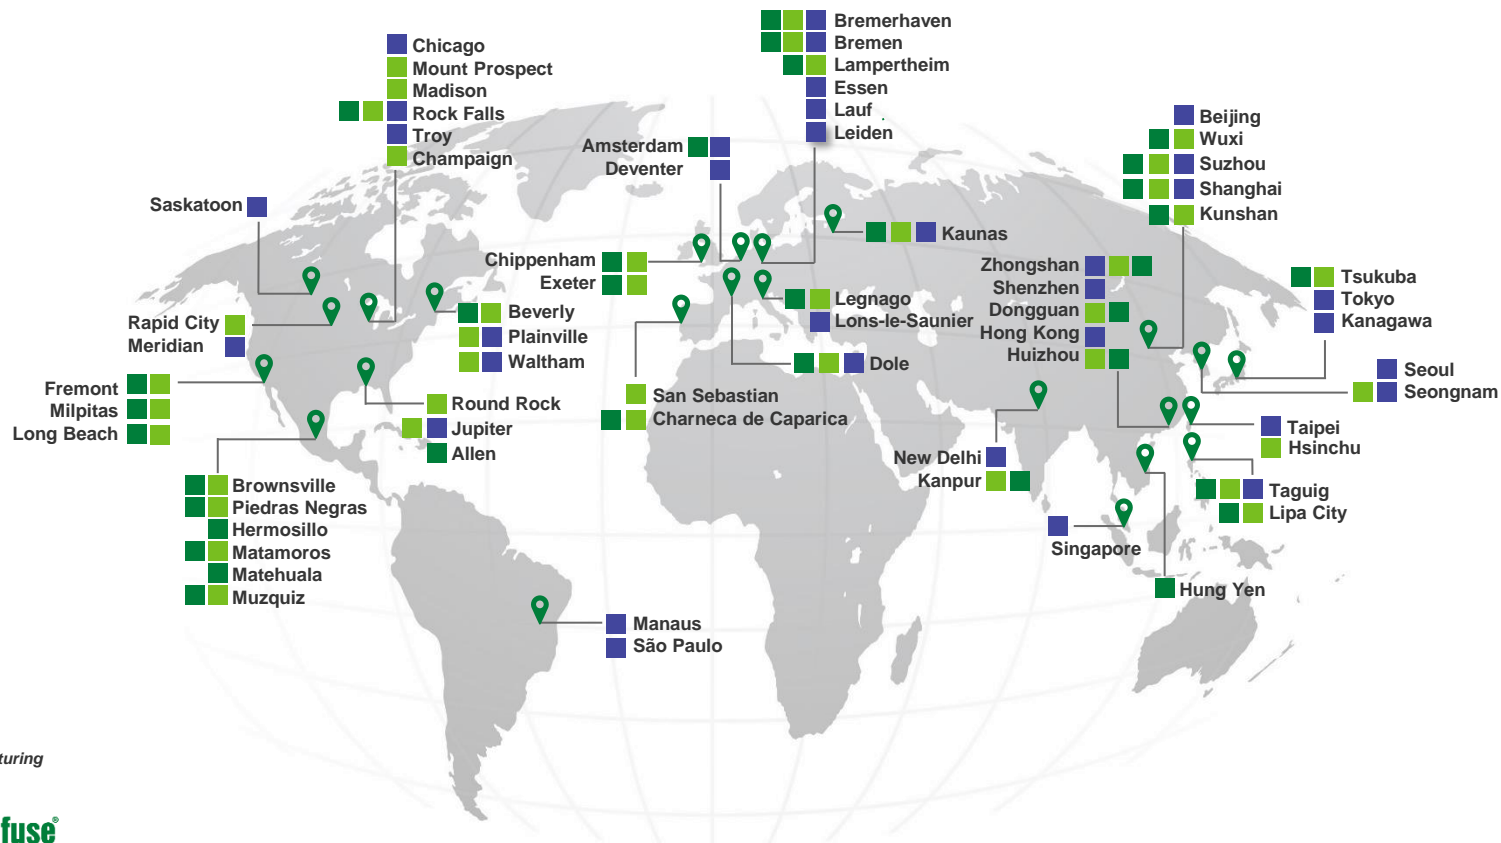 Chicago
Mount Prospect
Madison
Rock Falls
Troy
Champaign
Saskatoon
Rapid City
Meridian
Fremont
Milpitas
Long Beach
Brownsville
Piedras Negras
Hermosillo
Matamoros
Matehuala
Muzquiz
Beverly
Plainville
Waltham
Round Rock
Jupiter
Allen
Manaus
São Paulo
Bremerhaven
Bremen
Lampertheim
Essen
Lauf
Leiden
Amsterdam
Deventer
Chippenham
Exeter
Kaunas
Legnago
Lons-le-Saunier
Dole
San Sebastian
Charneca de Caparica
Beijing
Wuxi
Suzhou
Shanghai
Kunshan
Zhongshan
Shenzhen
Dongguan
Hong Kong
Huizhou
Tsukuba
Tokyo
Kanagawa
Seoul
Seongnam
Taipei
Hsinchu
New Delhi
Kanpur
Taguig
Lipa City
Singapore
Hung Yen
turing
fuse®